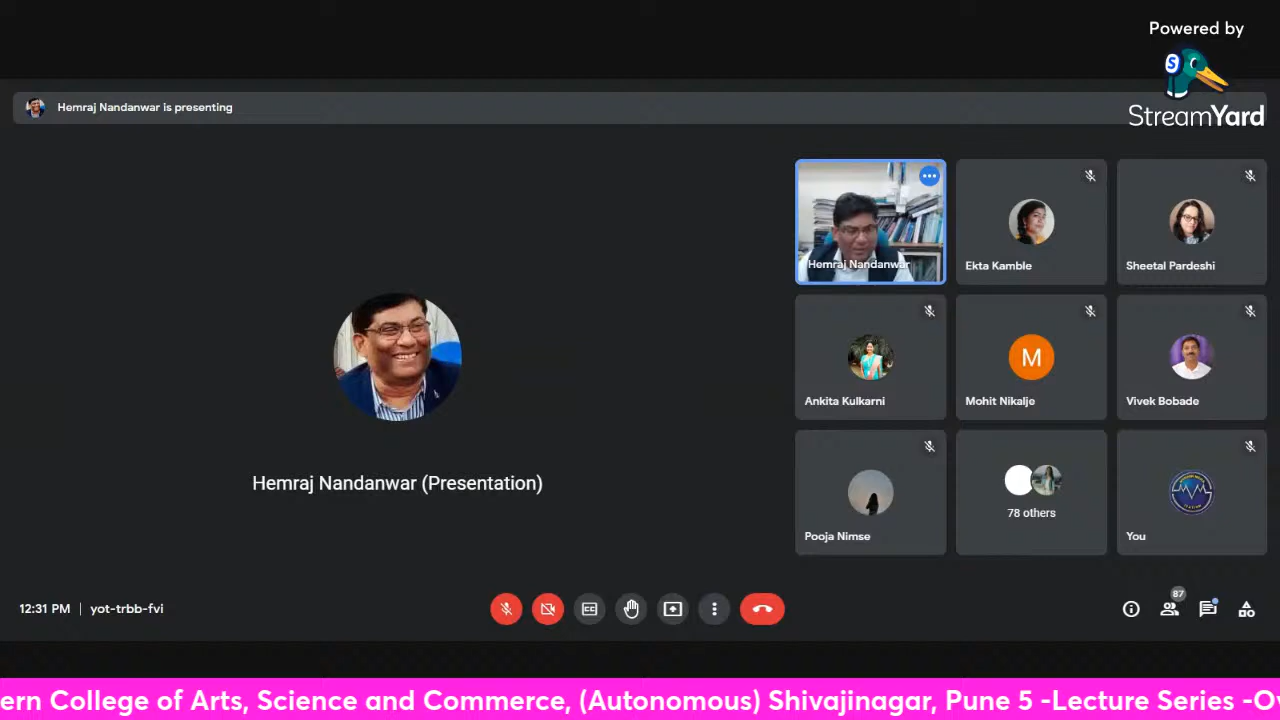 Powered by
S
StreamYard
Hemraj Nandanwar is presenting
Hemraj Nandanwar
Ekta Kamble
Sheetal Pardeshi
Ankita Kulkarni
M
Mohit Nikalje
Vivek Bobade
Hemraj Nandanwar (Presentation)
Pooja Nimse
78 others
You
12:31 PM | yot-trbb-fvi
87
ern College of Arts, Science and Commerce, (Autonomous) Shivajinagar, Pune 5 -Lecture Series -Ov